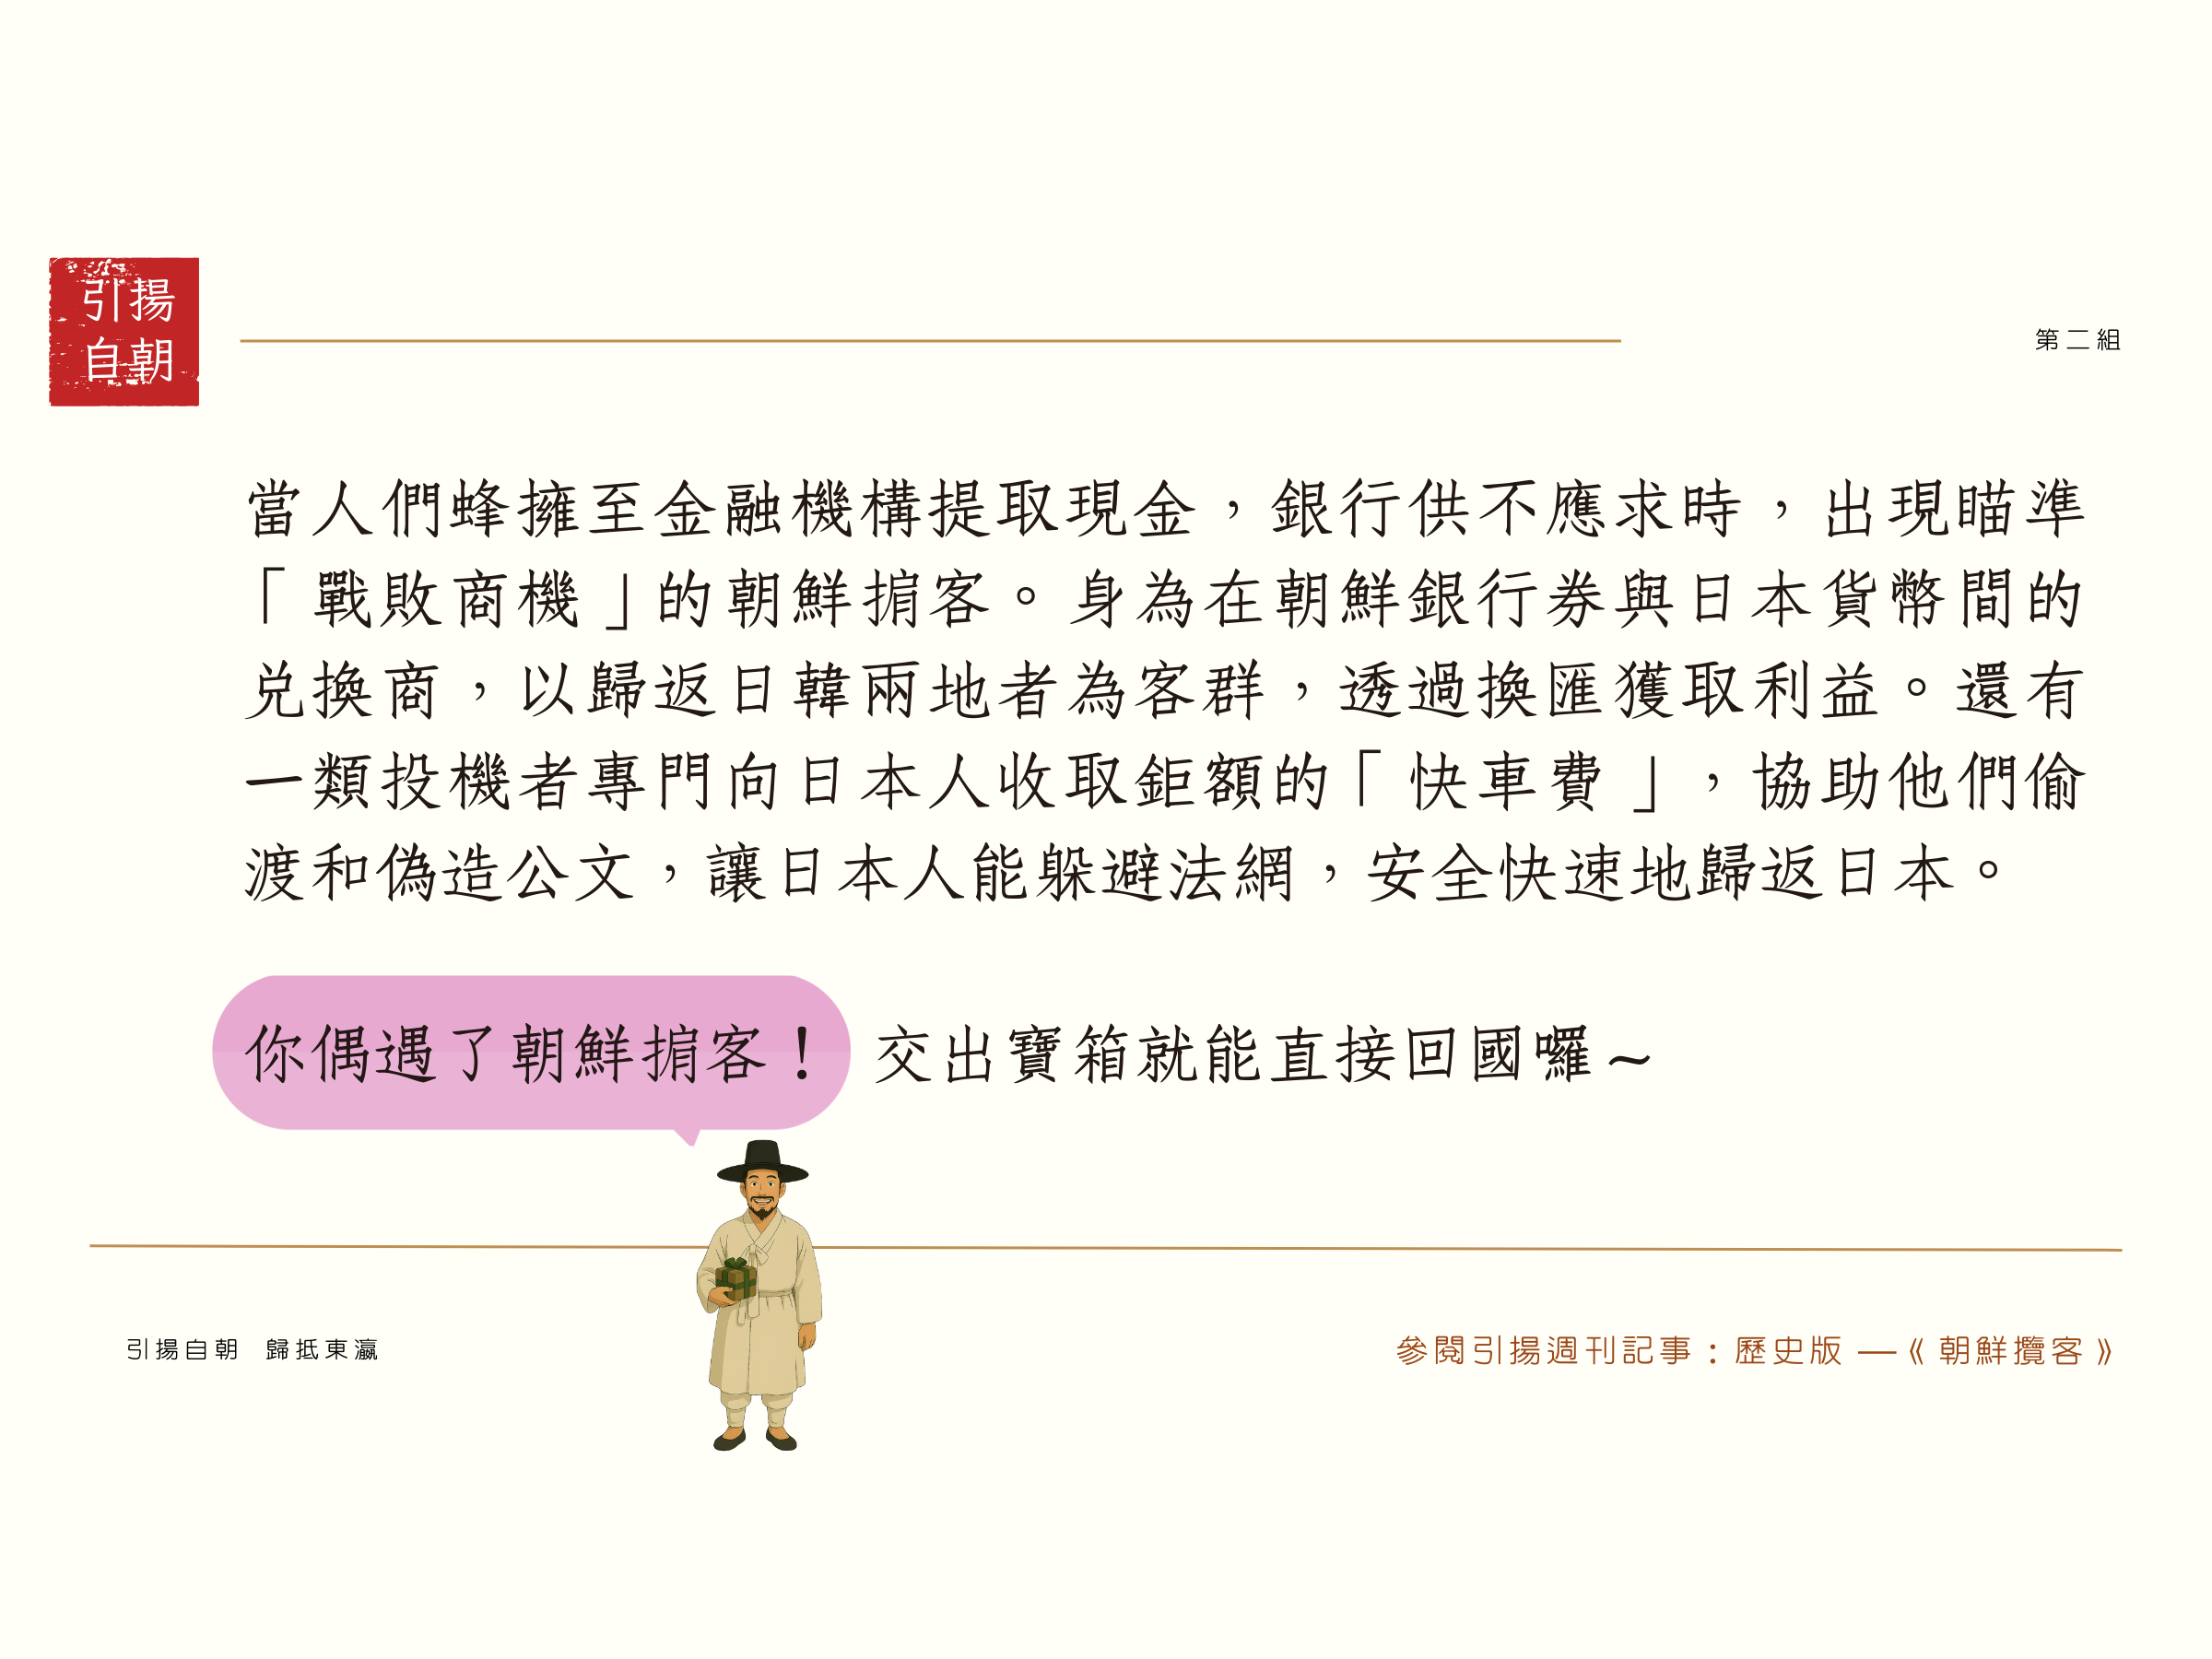 引揚
自朝
第二組
當人們蜂擁至金融機構提取現金，銀行供不應求時，出現瞄準
「戰敗商機」的朝鮮掮客。身為在朝鮮銀行券與日本貨幣間的
兌換商，以歸返日韓兩地者為客群，透過換匯獲取利益。還有
一類投機者專門向日本人收取鉅額的「快車費」，協助他們偷
渡和偽造公文，讓日本人能躲避法網，安全快速地歸返日本。
你偶遇了朝鮮掮客！ 交出寶箱就能直接回國囉～
引揚自朝 歸抵東瀛
參閱引揚週刊記事：歷史版 —《朝鮮攬客》